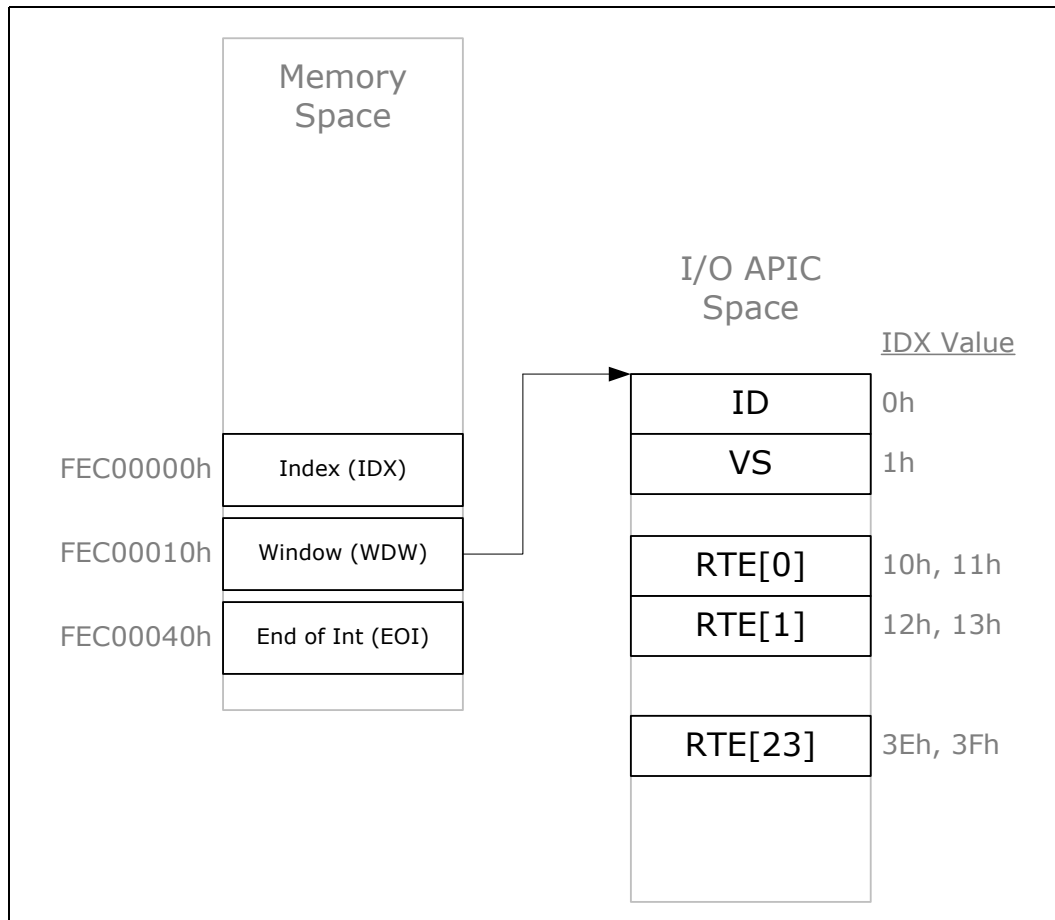 Memory
Space
I/O APIC
Space
IDX Value
ID
0h
VS
1h
FEC00000h
Index (IDX)
FEC00010h
Window (WDW)
RTE[0]
10h, 11h
RTE[1]
12h, 13h
FEC00040h
End of Int (EOI)
RTE[23]
3Eh, 3Fh